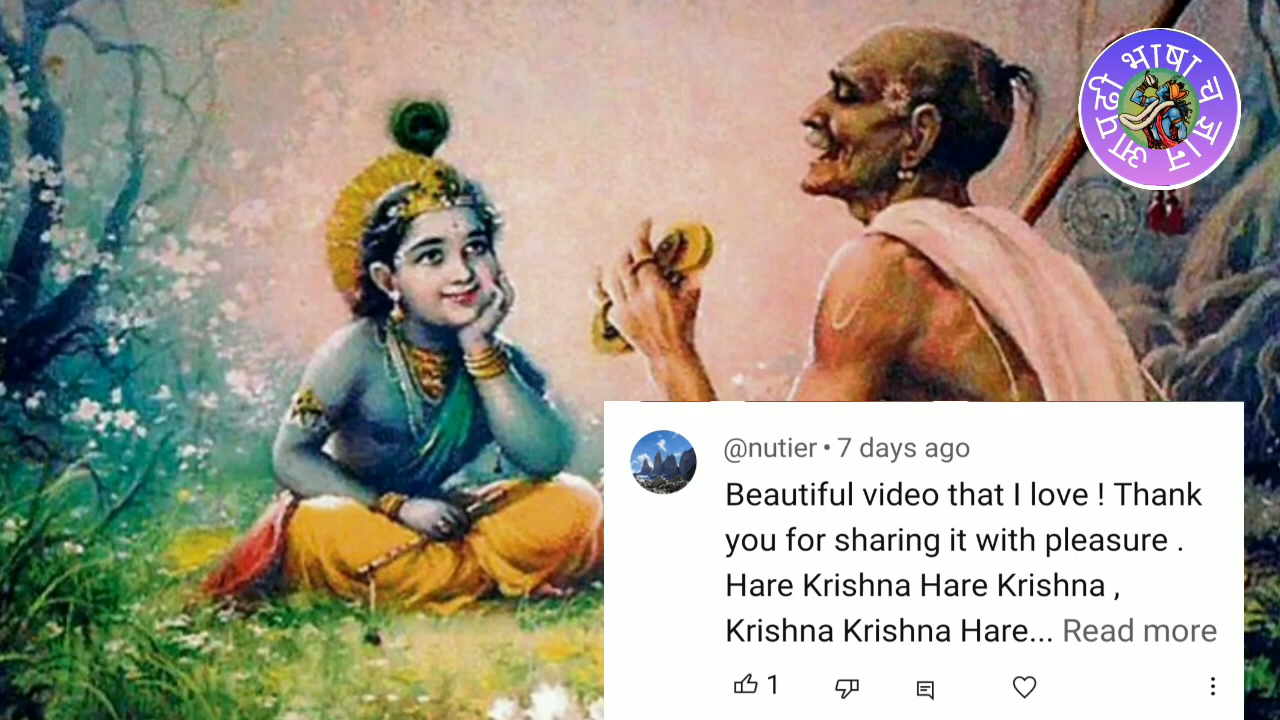 भाषा
@nutier • 7 days ago
Beautiful video that I love ! Thank
you for sharing it with pleasure .
Hare Krishna Hare Krishna ,
Krishna Krishna Hare... Read more
1